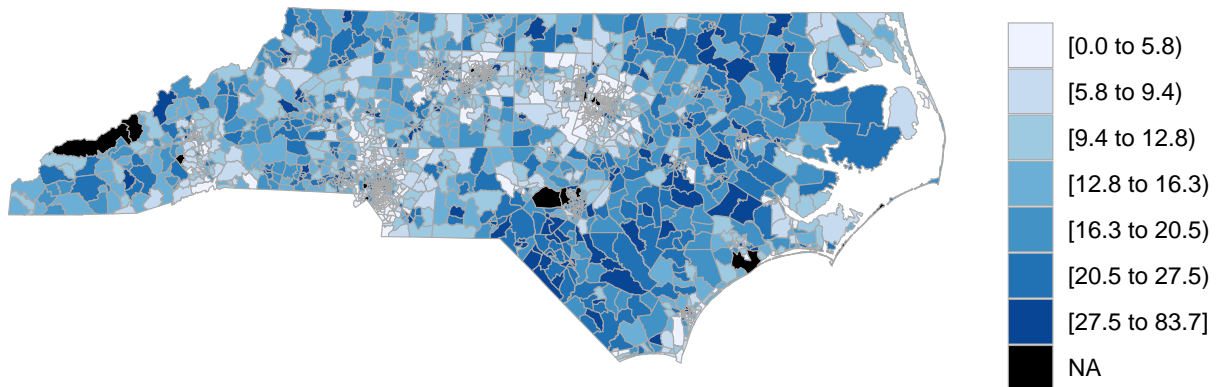 [0.0 to 5.8)
[5.8 to 9.4)
[9.4 to 12.8)
[12.8 to 16.3)
[16.3 to 20.5)
[20.5 to 27.5)
[27.5 to 83.7]
NA